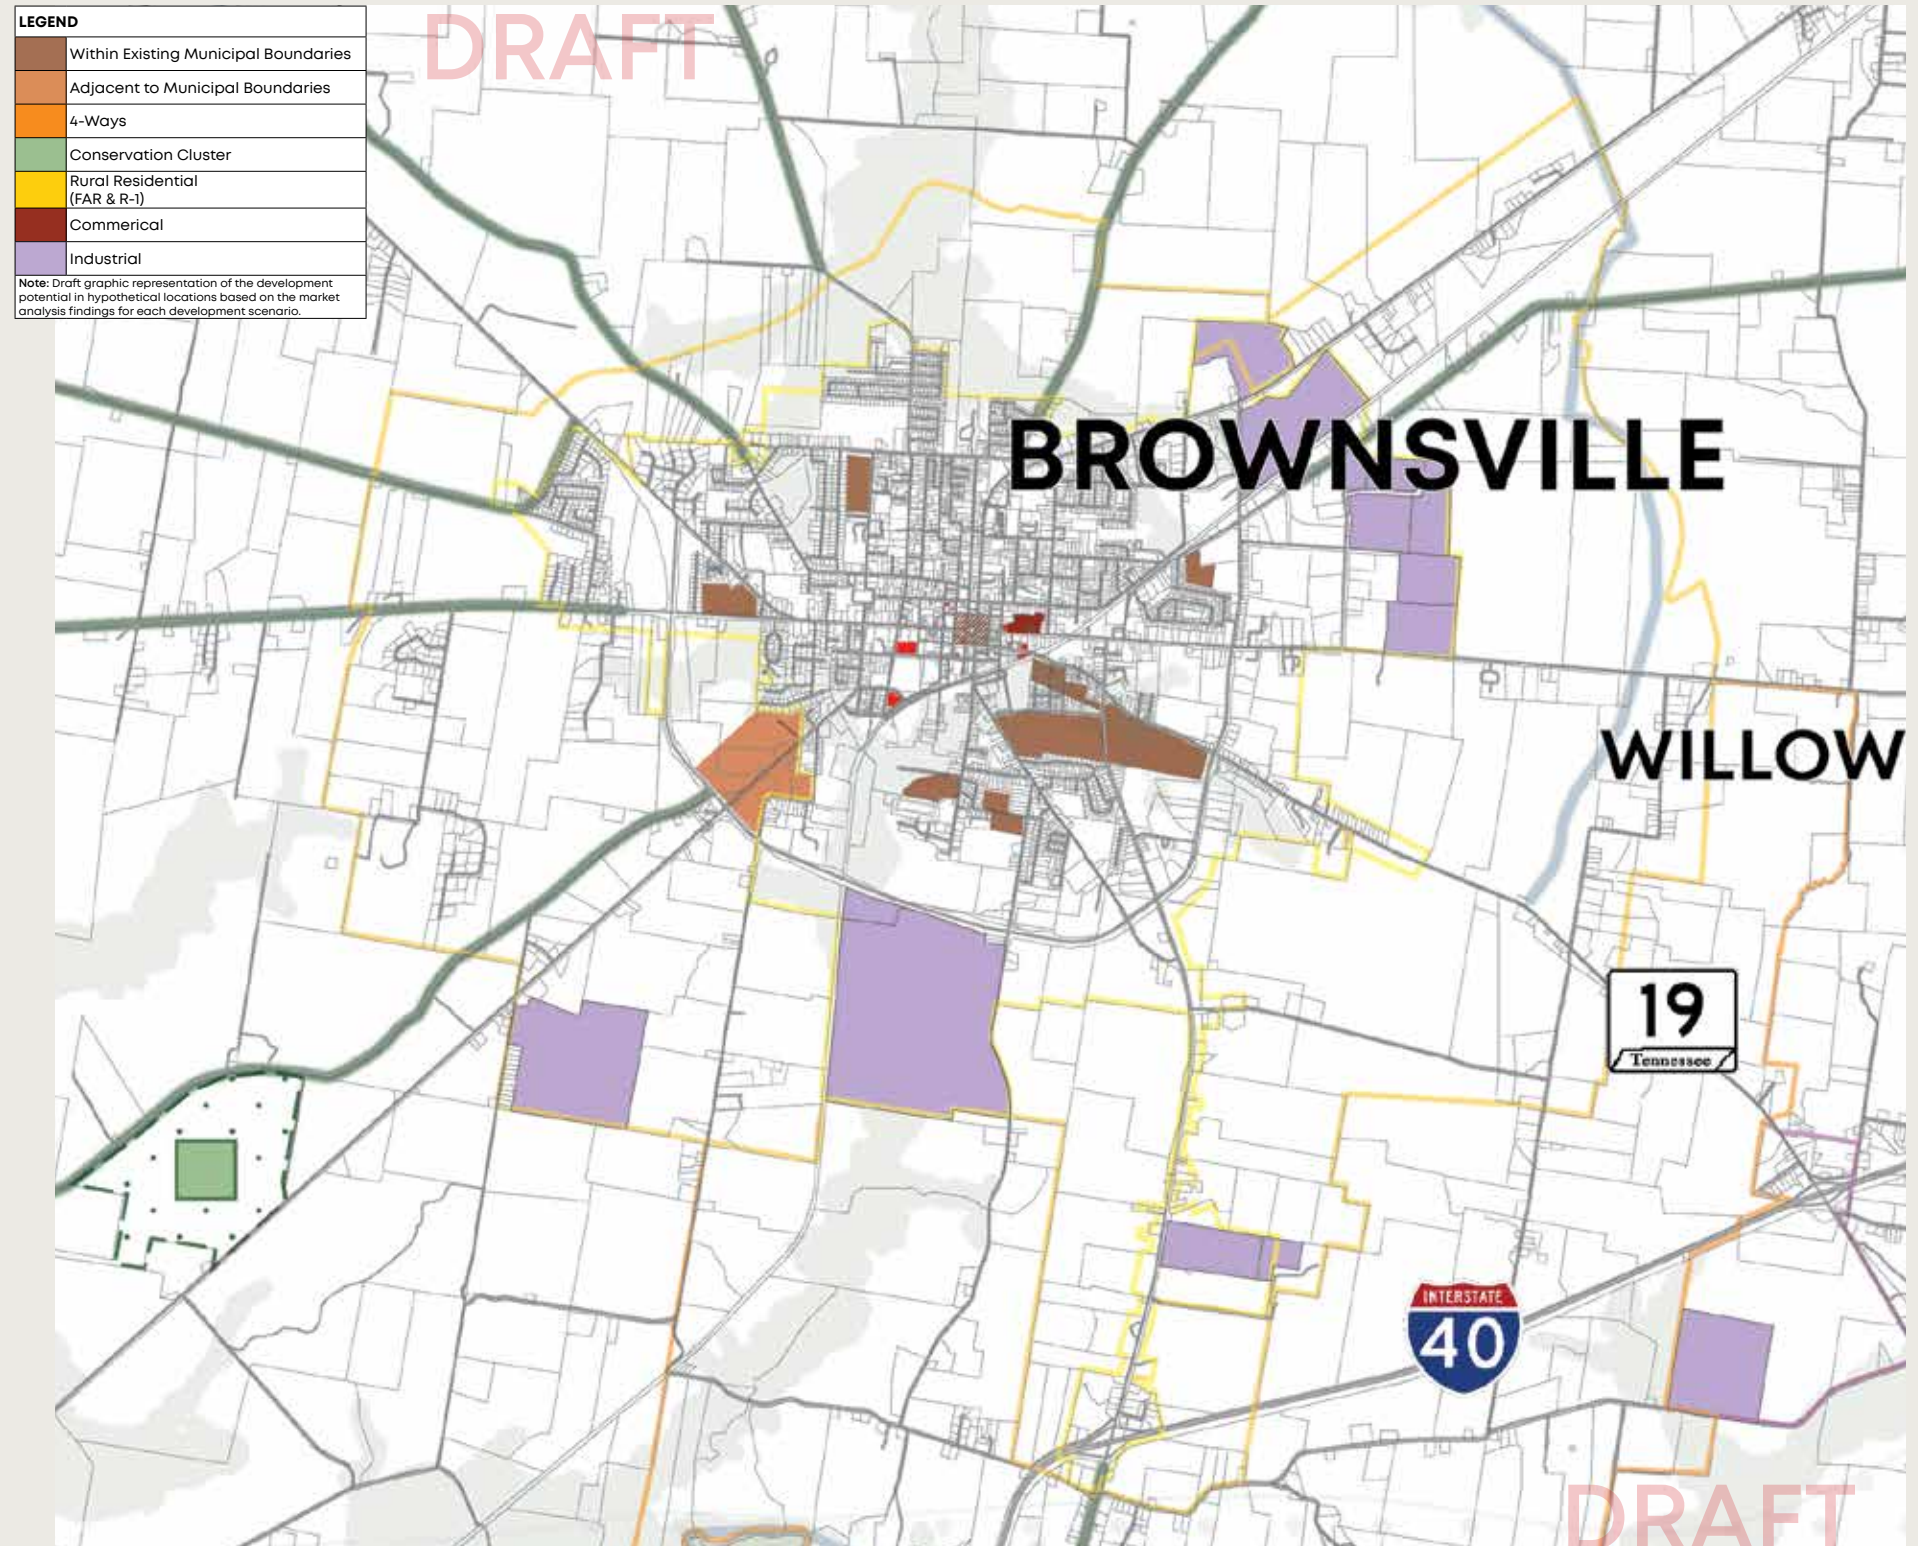 LEGEND
Within Existing Municipal Boundaries
Adjacent to Municipal Boundaries
4-Ways
Conservation Cluster
Rural Residential
(FAR & R-1)
Commerical
Industrial
Note: Draft graphic representation of the development
potential in hypothetical locations based on the market
analysis findings for each development scenario.
DRAFT
BROWNSVILLE
WILLOW
19
Tennessee
INTERSTATE
40
DRAFT